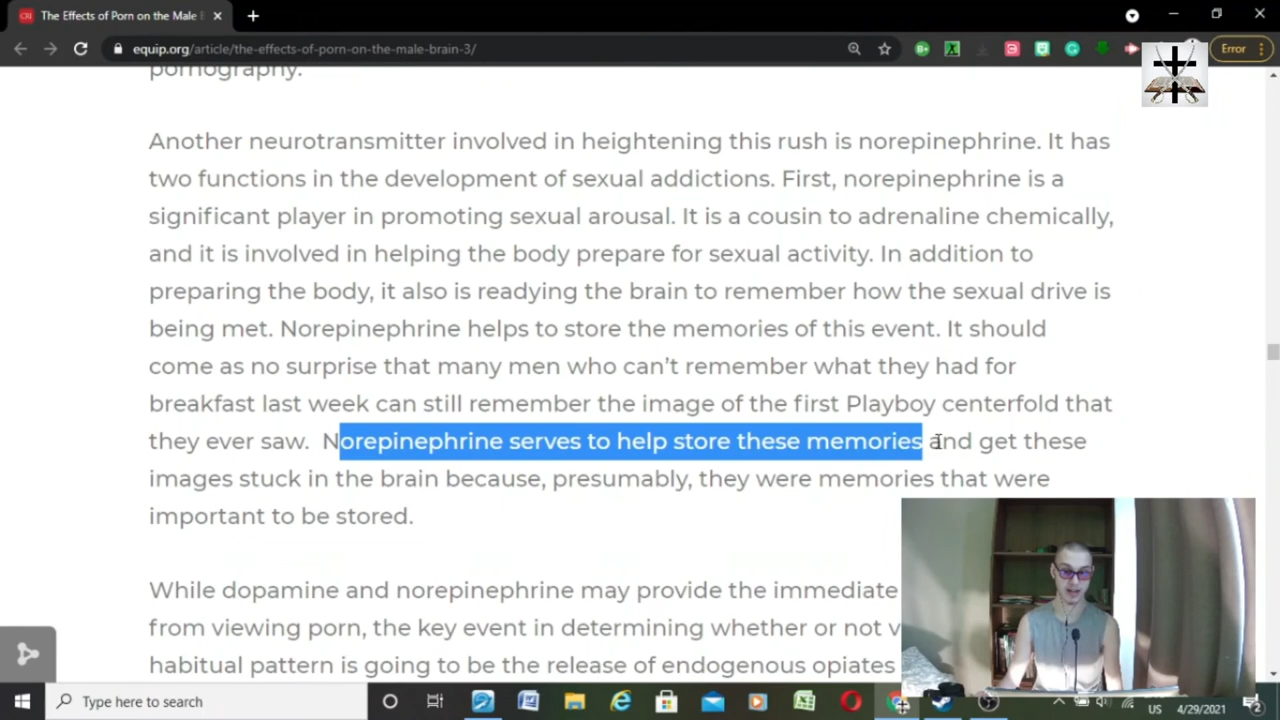 The Effects of Porn on the Male
equip.org/article/the-effects-of-porn-on-the-male-brain-3/
Error
pornography.
Another neurotransmitter involved in heightening this rush is norepinephrine. It has
two functions in the development of sexual addictions. First, norepinephrine is a
significant player in promoting sexual arousal. It is a cousin to adrenaline chemically,
and it is involved in helping the body prepare for sexual activity. In addition to
preparing the body, it also is readying the brain to remember how the sexual drive is
being met. Norepinephrine helps to store the memories of this event. It should
come as no surprise that many men who can’t remember what they had for
breakfast last week can still remember the image of the first Playboy centerfold that
they ever saw. Norepinephrine serves to help store these memories and get these
images stuck in the brain because, presumably, they were memories that were
important to be stored.
While dopamine and norepinephrine may provide the immediate
from viewing porn, the key event in determining whether or not v
habitual pattern is going to be the release of endogenous opiates
Type here to search
US
4/29/2021
2